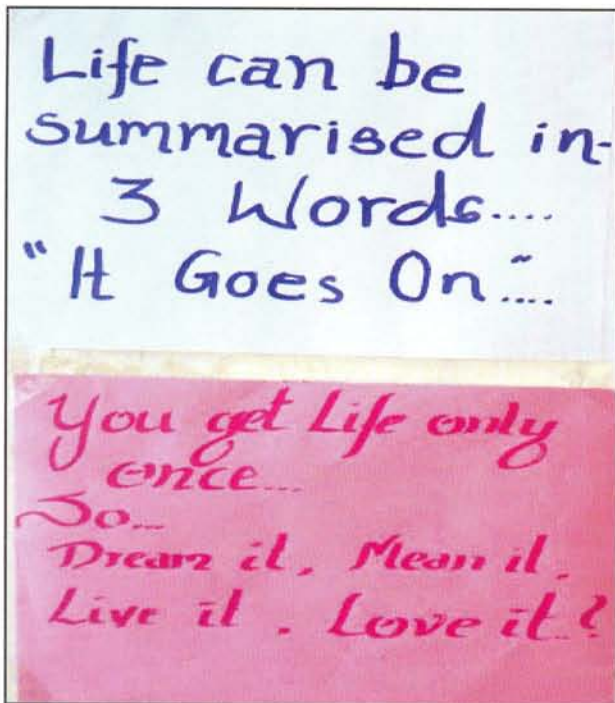 Life can be
summarised in-
3 Words....
"It Goes On"....
You get Life only
once...
So...
Dream it, Mean it,
Live it, Love it..?